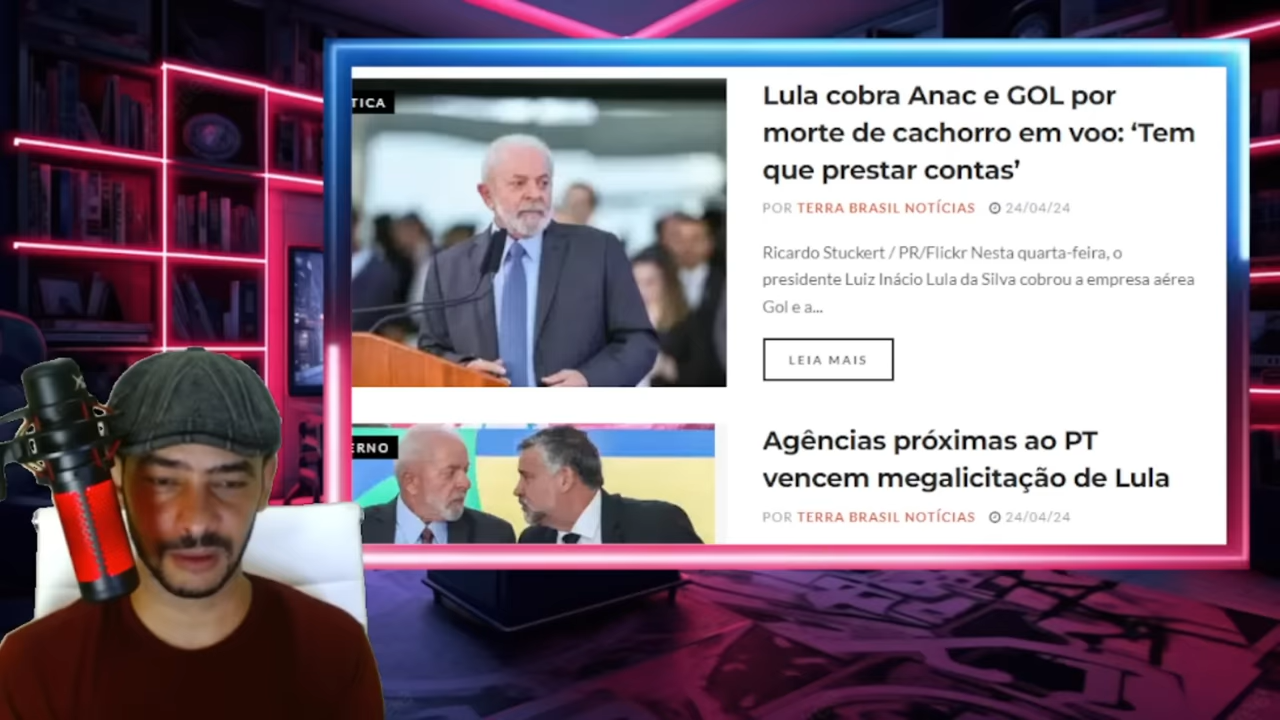 TICA
Lula cobra Anac e GOL por
morte de cachorro em voo: ‘Tem
que prestar contas’
POR TERRA BRASIL NOTÍCIAS 24/04/24
Ricardo Stuckert / PR/Flickr Nesta quarta-feira, o
presidente Luiz Inácio Lula da Silva cobrou a empresa aérea
Gol e a...
LEIA MAIS
ERNO
Agências próximas ao PT
vencem megalicitação de Lula
POR TERRA BRASIL NOTÍCIAS 24/04/24